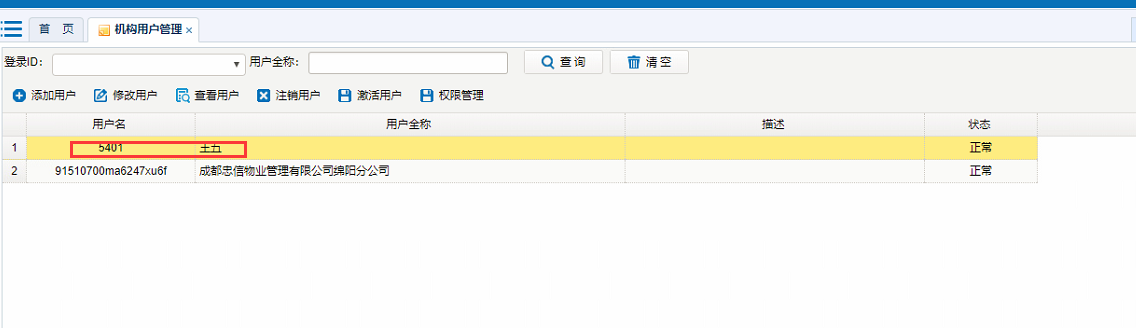 首 页 机构用户管理 ×
登录ID: 用户全称: 查 询 清 空
添加用户 修改用户 查看用户 注销用户 激活用户 权限管理
用户名 用户全称 描述 状态
1 5401 王五 正常
2 91510700ma6247xu6f 成都忠信物业管理有限公司绵阳分公司 正常